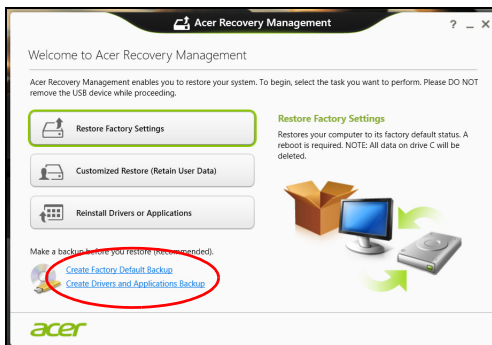 Acer Recovery Management
? _ X
Welcome to Acer Recovery Management
Acer Recovery Management enables you to restore your system. To begin, select the task you want to perform. Please DO NOT
remove the USB device while proceeding.
Restore Factory Settings
Customized Restore (Retain User Data)
Reinstall Drivers or Applications
Restore Factory Settings
Restores your computer to its factory default status. A
reboot is required. NOTE: All data on drive C will be
deleted.
Make a backup before you restore (Recommended).
Create Factory Default Backup
Create Drivers and Applications Backup
acer